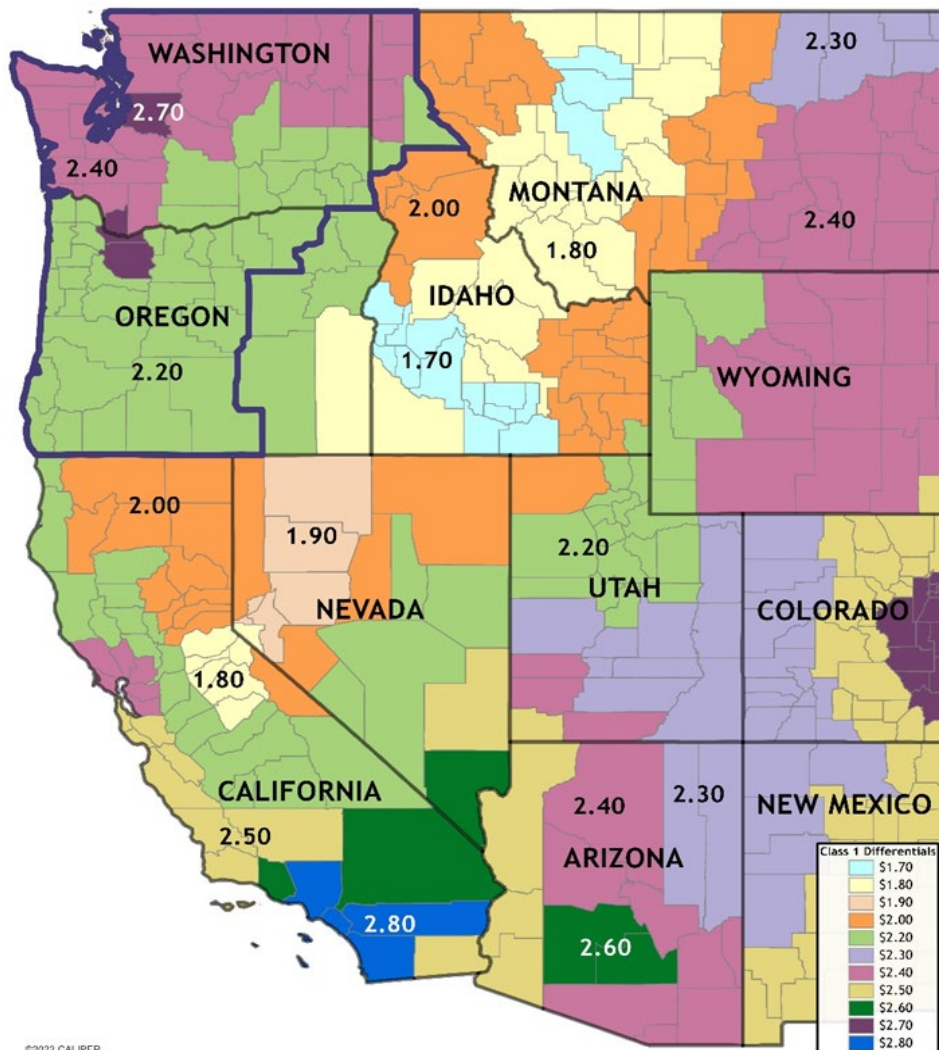 WASHINGTON
2.30
2.70
2.40
2.00
MONTANA
2.40
1.80
IDAHO
OREGON
1.70
2.20
WYOMING
2.00
1.90
2.20
UTAH
NEVADA
COLORADO
1.80
CALIFORNIA
2.40
2.30
NEW MEXICO
2.50
ARIZONA
2.80
2.60
Class 1 Differentials
$1.70
$1.80
$1.90
$2.00
$2.20
$2.30
$2.40
$2.50
$2.60
$2.70
$2.80